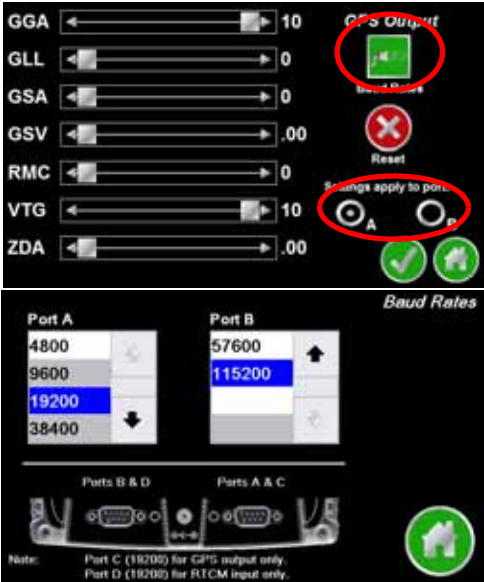 GGA 10 GPS Output
GLL 0
Baud Rates
GSA 0
GSV .00
Reset
RMC 0
Settings apply to port:
VTG 10
A B
ZDA .00
Baud Rates
Port A Port B
4800 57600
9600 115200
19200
38400
Ports B & D Ports A & C
Note: Port C (19200) for GPS output only.
Port D (19200) for RTCM input only.